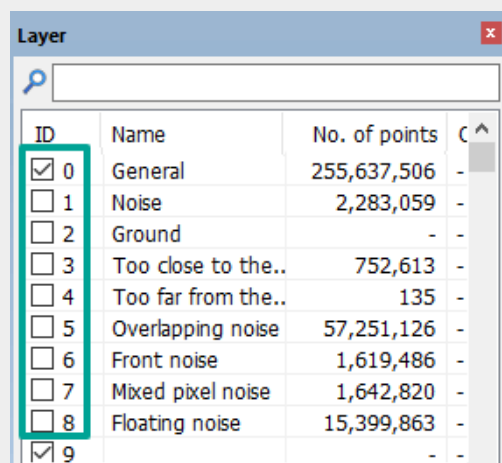 Layer
ID Name No. of points C
0 General 255,637,506 -
1 Noise 2,283,059 -
2 Ground - -
3 Too close to the.. 752,613 -
4 Too far from the.. 135 -
5 Overlapping noise 57,251,126 -
6 Front noise 1,619,486 -
7 Mixed pixel noise 1,642,820 -
8 Floating noise 15,399,863 -
9 - -